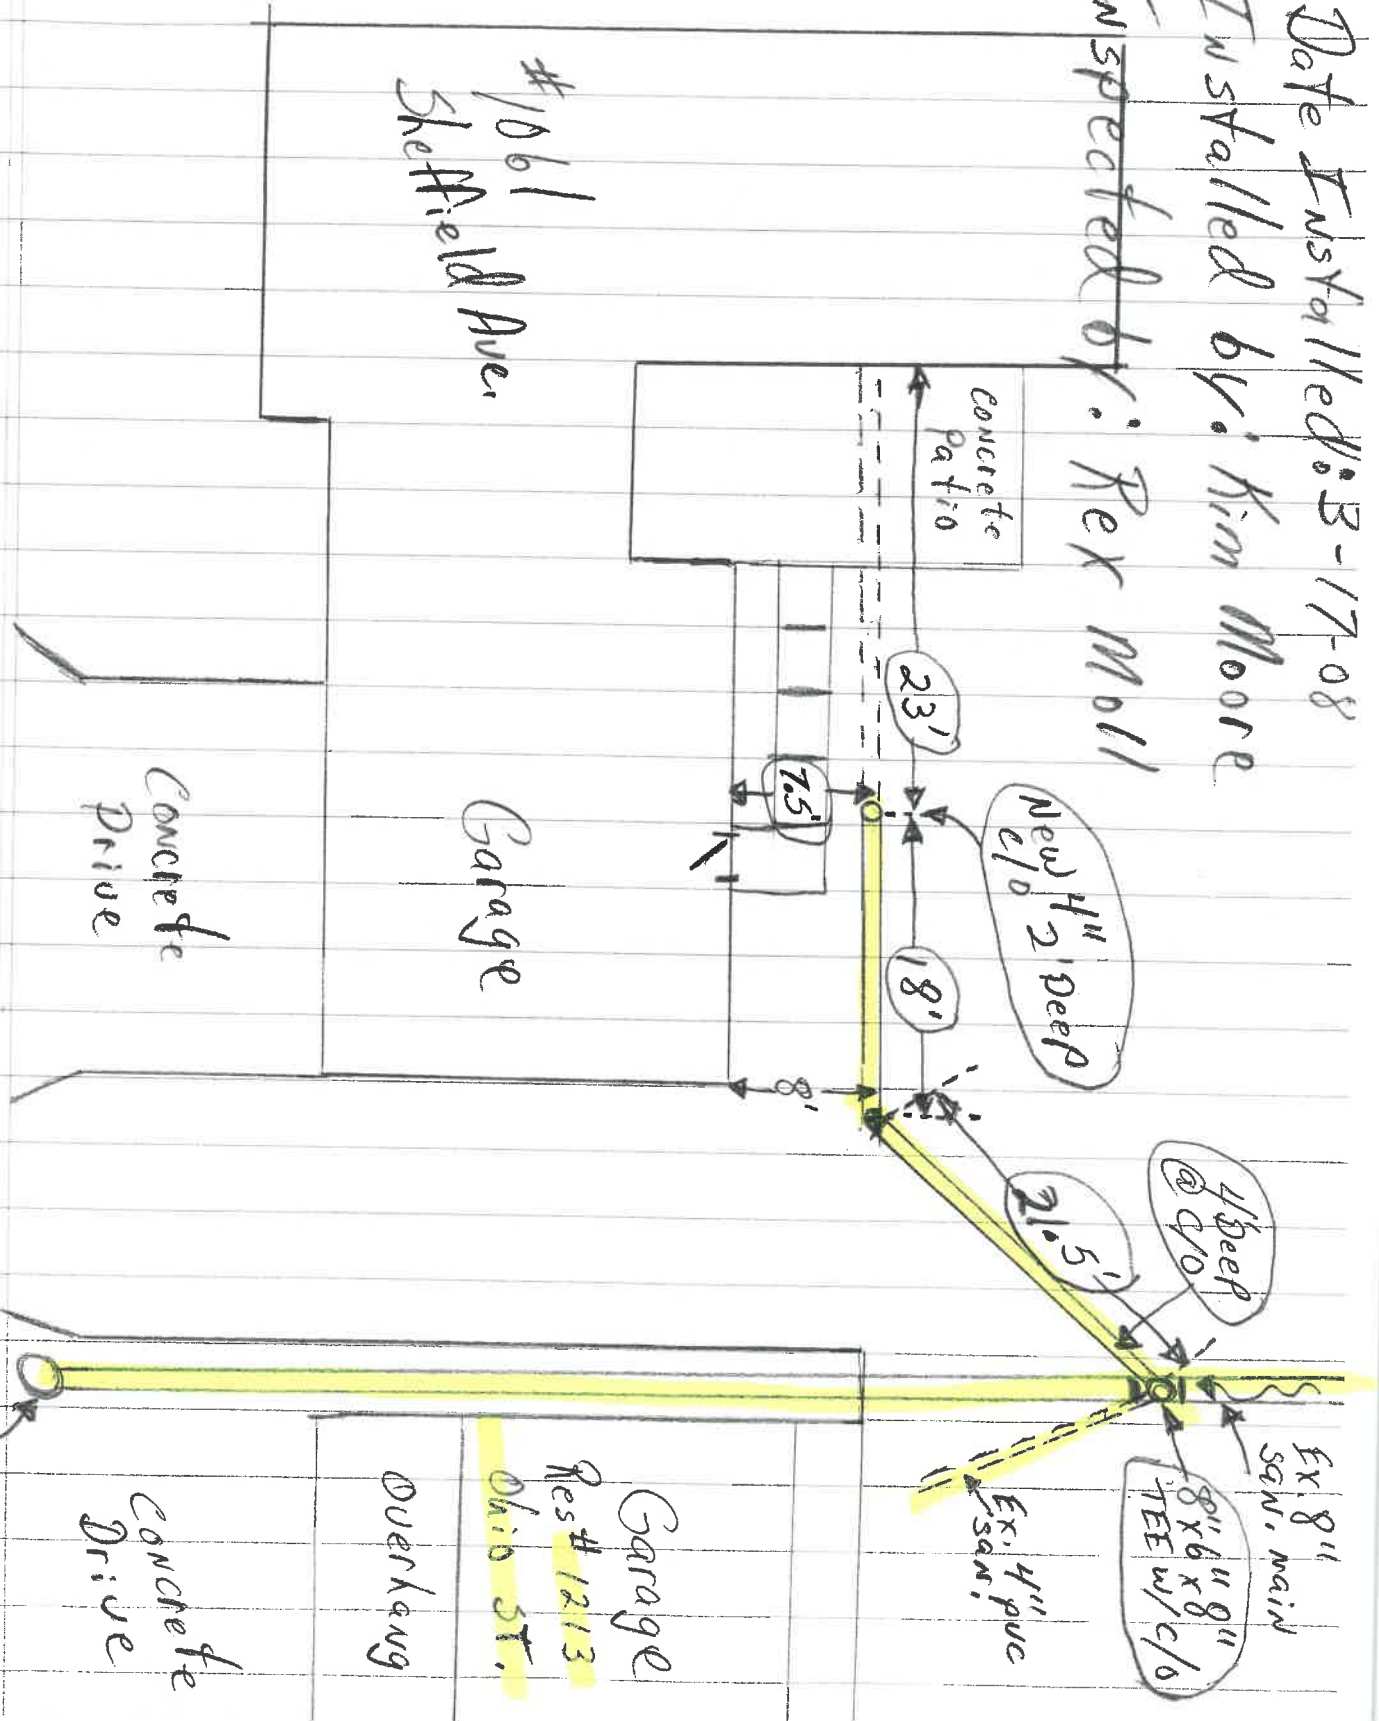 Date Installed: 3-17-08
Installed by: Kim Moore
Inspected by: Rex Moll
#1061
Sheffield Ave.
Concrete
Patio
23'
New 4"
c/o 2' Deep
7.5'
18'
8'
21.5'
4' Deep
@ c/o
Garage
Concrete
Drive
Ex. 8"
San. main
8" x 6" x 8"
TEE w/c/o
Ex. 4" pvc
San.
Garage
Res# 1213
Ohio ST.
Overhang
Concrete
Drive